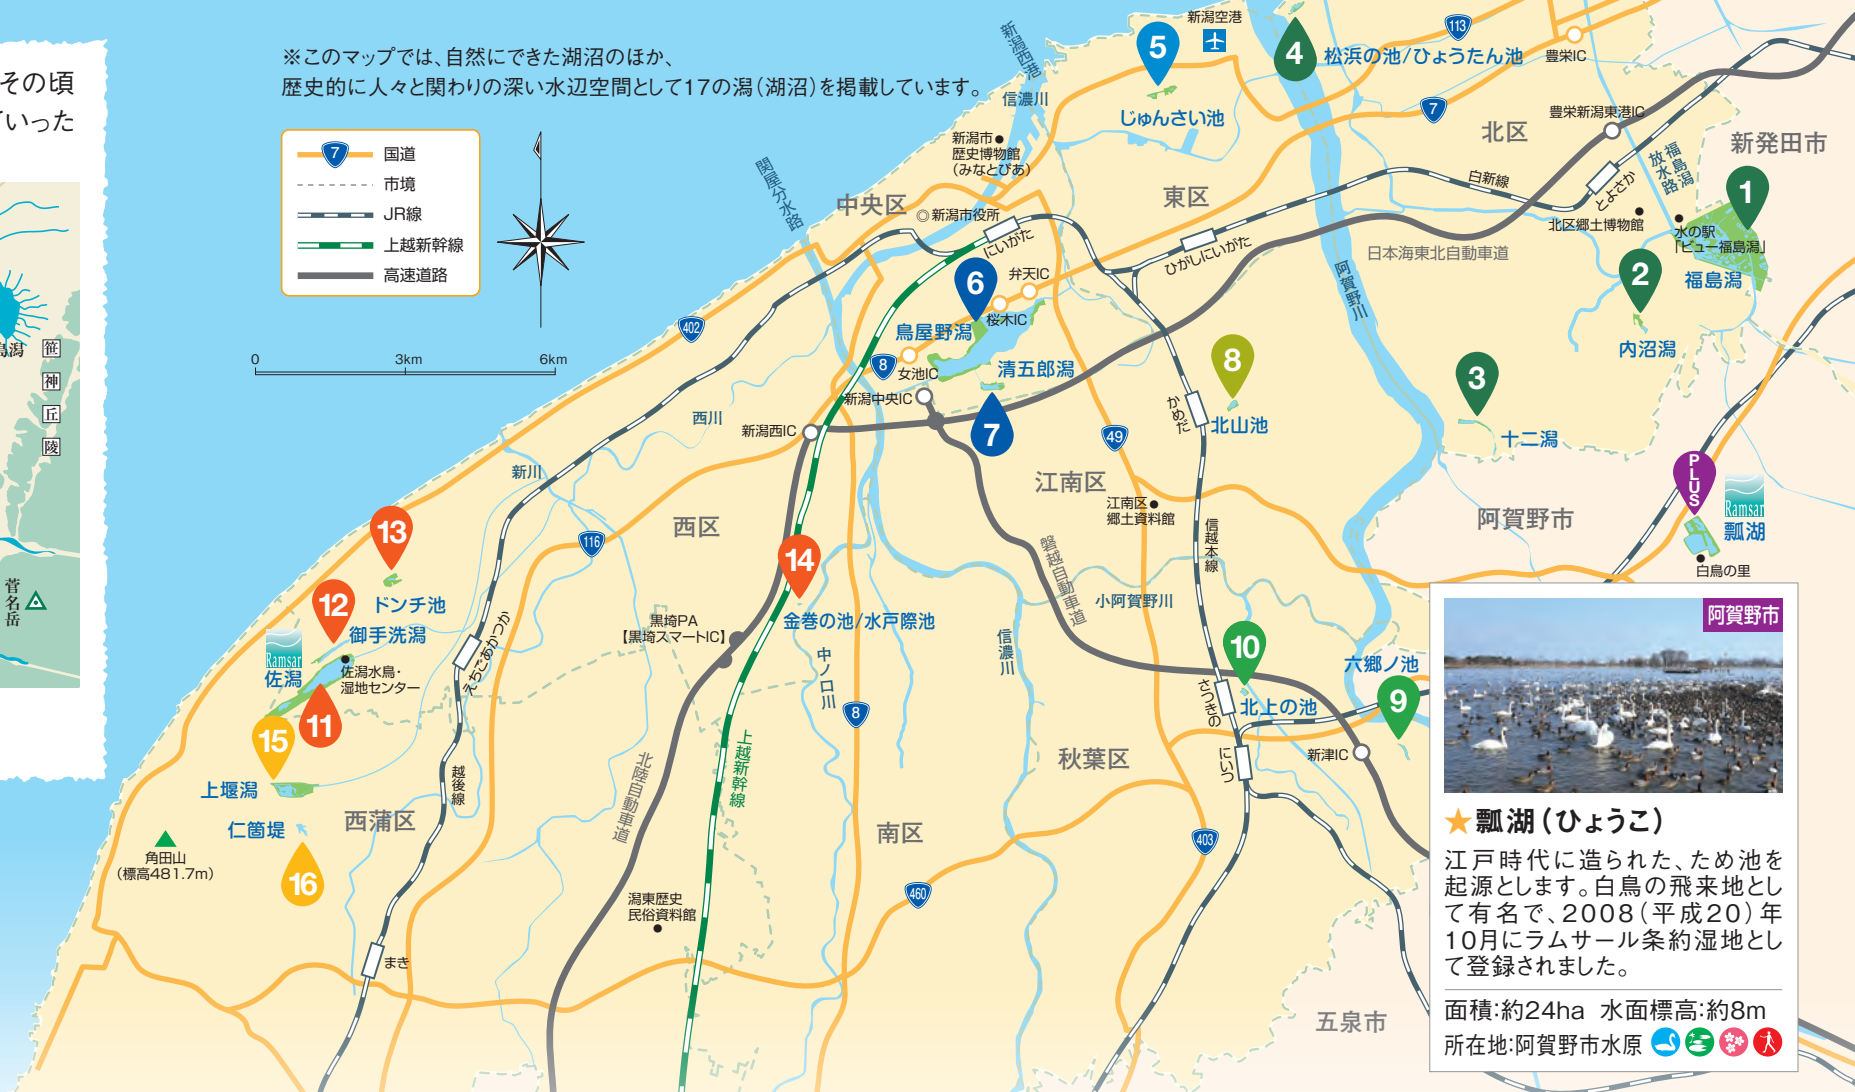 その頃
いった
潟
笹
神
丘
陵
菅名岳
※このマップでは、自然にできた湖沼のほか、
歴史的に人々と関わりの深い水辺空間として17の潟（湖沼）を掲載しています。
7
国道
市境
JR線
上越新幹線
高速道路
0 3km 6km
新潟西港
信濃川
新潟市
歴史博物館
（みなとぴあ）
関屋分水路
中央区
◎新潟市役所
にいがた
新潟空港
5
じゅんさい池
4
松浜の池/ひょうたん池
113
豊栄IC
7
北区
豊栄新潟東港IC
新発田市
福島潟
放水路
1
白新線
とよさか
東区
ひがしにいがた
北区郷土博物館
水の駅
「ビュー福島潟」
福島潟
日本海東北自動車道
阿賀野川
2
内沼潟
弁天IC
6
桜木IC
鳥屋野潟
402
8
女池IC
清五郎潟
新潟中央IC
7
8
北山池
かめだ
3
十二潟
49
西川
新潟西IC
新川
江南区
江南区
郷土資料館
PLUS
Ramsar
瓢湖
白鳥の里
阿賀野市
西区
116
信越本線
磐越自動車道
13
ドンチ池
14
金巻の池/水戸際池
12
御手洗潟
Ramsar
佐潟
佐潟水鳥・
湿地センター
11
えちごあかつか
黒埼PA
【黒埼スマートIC】
小阿賀野川
信濃川
中ノ口川
10
北上の池
さつきの
六郷ノ池
9
8
15
上堰潟
越後線
北陸自動車道
上越新幹線
秋葉区
にいつ
新津IC
仁箇堤
西蒲区
角田山
（標高481.7m）
16
南区
403
460
潟東歴史
民俗資料館
まき
五泉市
阿賀野市
★瓢湖（ひょうこ）
江戸時代に造られた、ため池を
起源とします。白鳥の飛来地とし
て有名で、2008（平成20）年
10月にラムサール条約湿地とし
て登録されました。
面積:約24ha 水面標高:約8m
所在地:阿賀野市水原